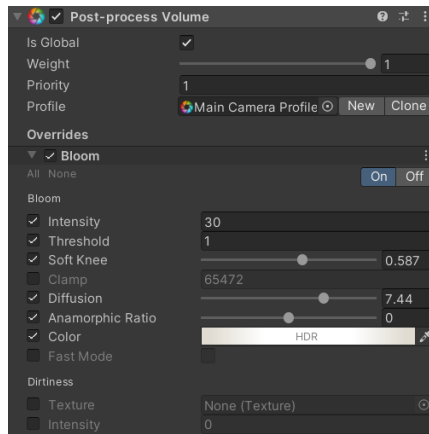 Post-process Volume
Is Global
Weight 1
Priority 1
Profile Main Camera Profile New Clone
Overrides
Bloom
All None On Off
Bloom
Intensity 30
Threshold 1
Soft Knee 0.587
Clamp 65472
Diffusion 7.44
Anamorphic Ratio 0
Color HDR
Fast Mode
Dirtiness
Texture None (Texture)
Intensity 0